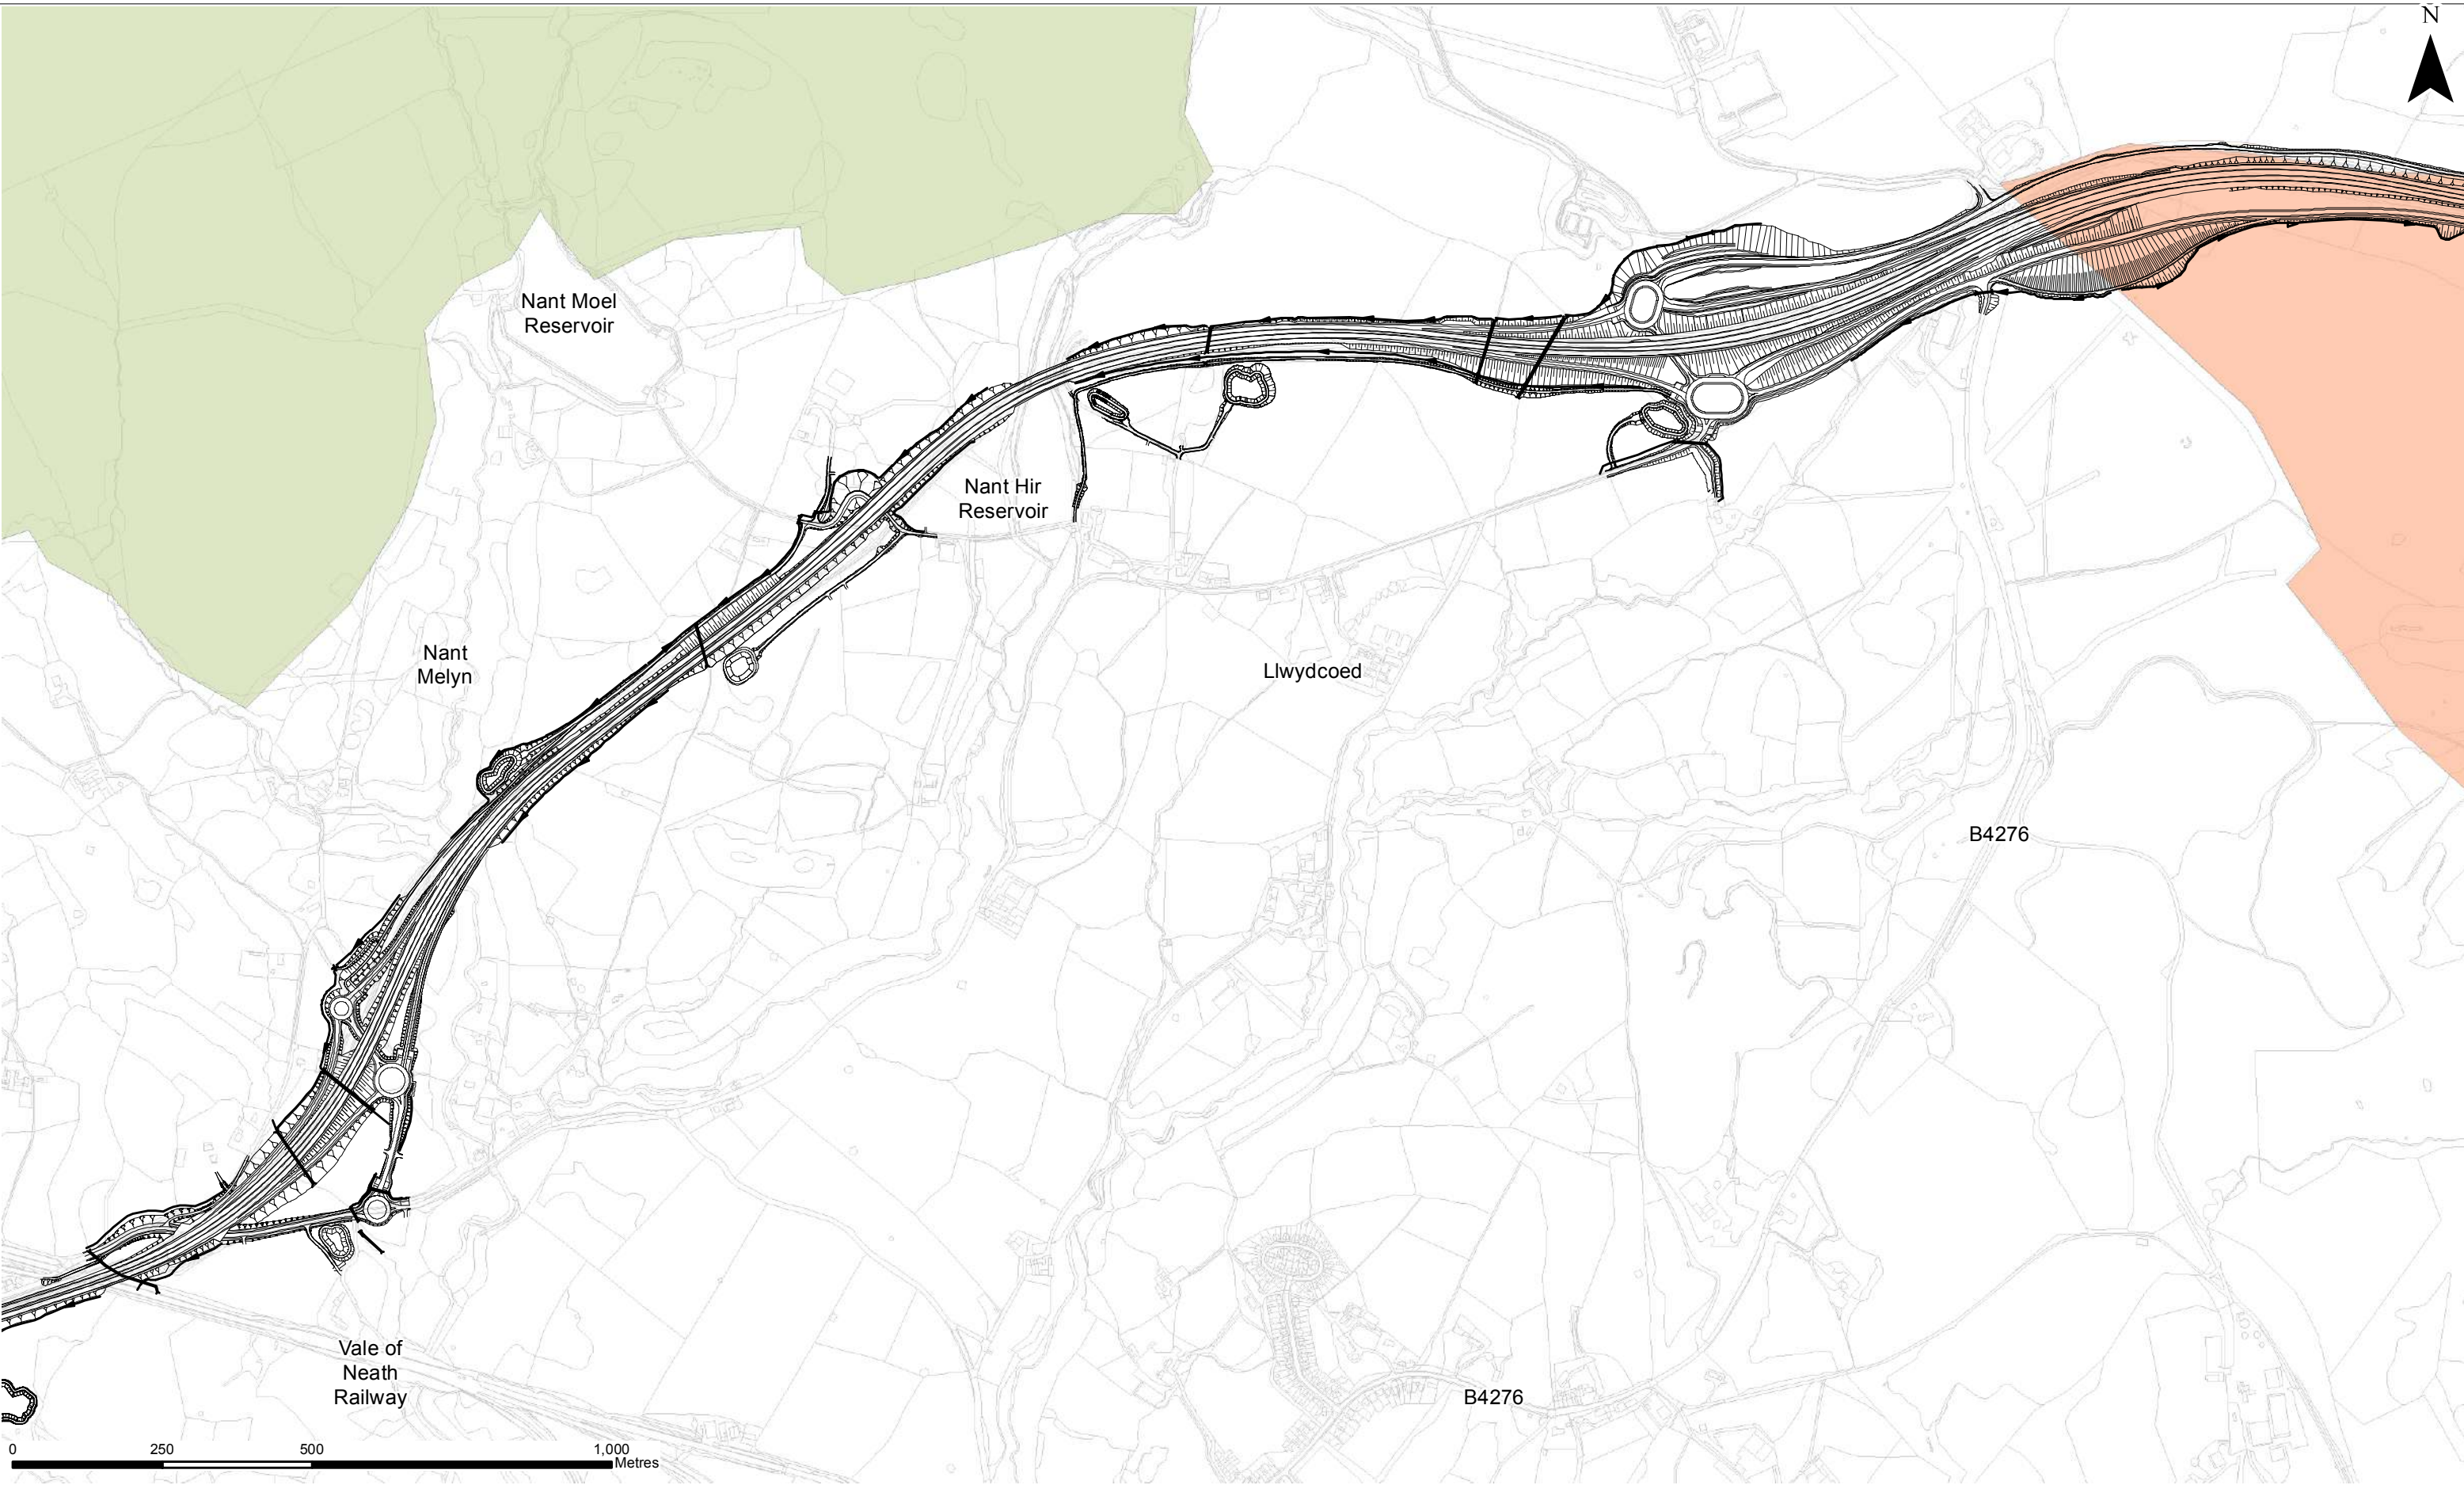 N
Nant Moel
Reservoir
Nant Hir
Reservoir
Nant
Melyn
Llwydcoed
B4276
Vale of
Neath
Railway
B4276
0 250 500 1,000
Metres